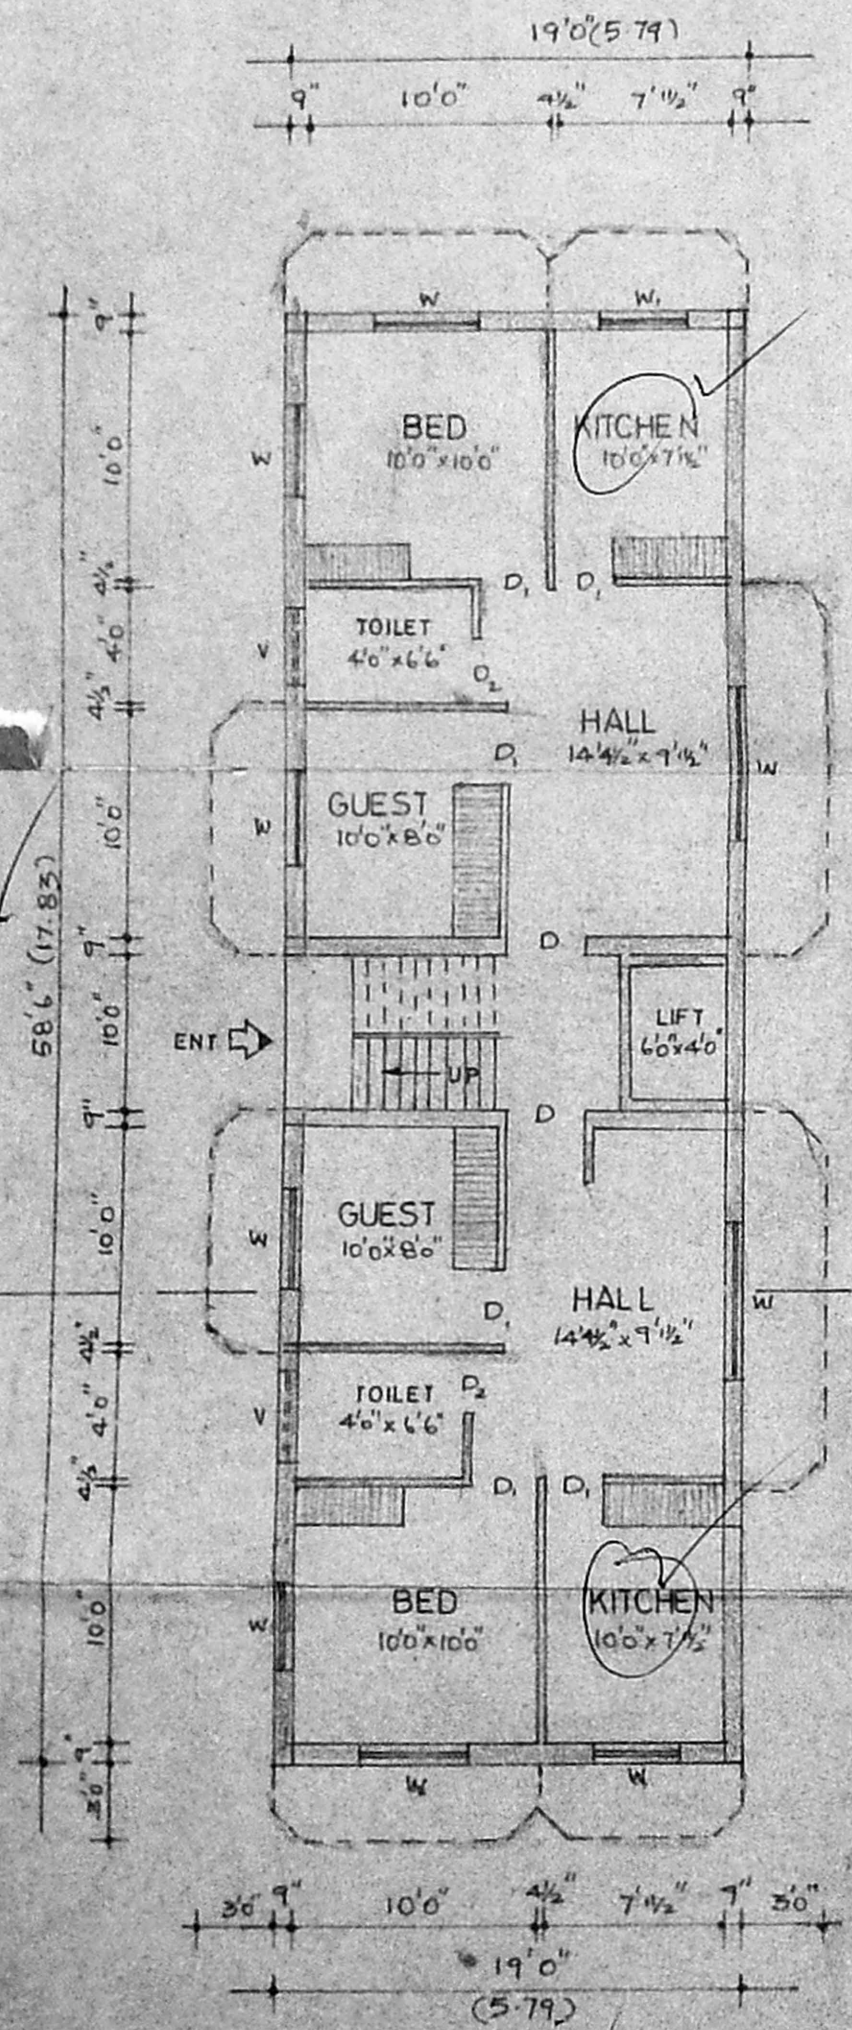 19'0"(5.79)
9" 10'0" 4½" 7'1½" 9"
W W₁
9"
BED KITCHEN
10'0"x10'0" 10'0"x7'1½"
W
10'0"
4½"
D₁ D₁
TOILET
4'0"x6'6"
4'0"
V
D₂
4½"
HALL
14'4½"x9'1½"
D₁
W
GUEST
10'0"x8'0"
W
10'0"
58'6" (17.83)
9"
D
LIFT
6'0"x4'0"
10'0"
ENT
UP
9"
D
GUEST
10'0"x8'0"
W
10'0"
HALL
14'4½"x9'1½"
W
D₁
4½"
TOILET D₂
4'0"x6'6"
V
4'0"
4½"
D₁ D₁
BED KITCHEN
10'0"x10'0" 10'0"x7'1½"
W
10'0"
9"
W W
3'0"
3'0" 9" 10'0" 4½" 7'1½" 9" 3'0"
19'0"
(5.79)